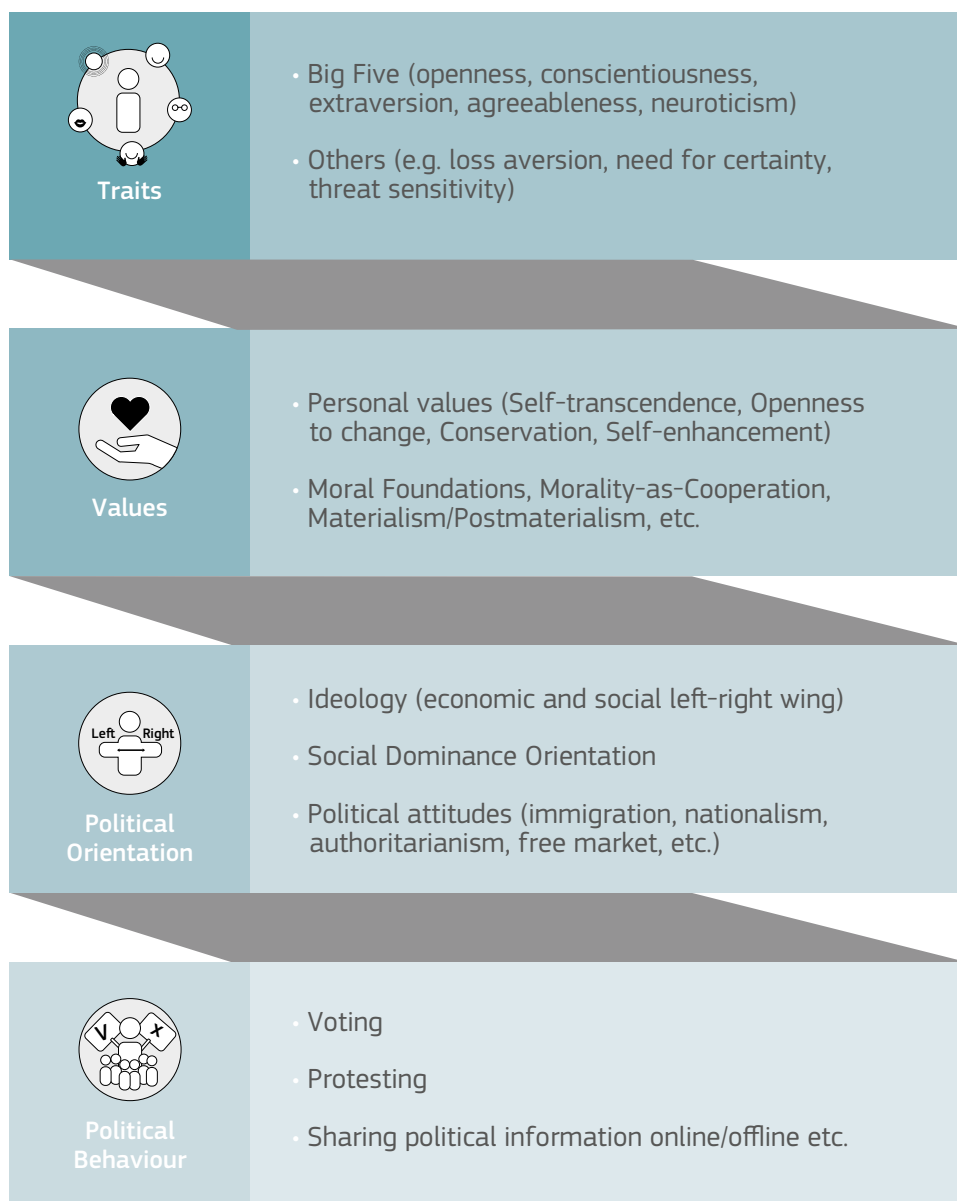 Traits
· Big Five (openness, conscientiousness,
extraversion, agreeableness, neuroticism)
· Others (e.g. loss aversion, need for certainty,
threat sensitivity)
Values
· Personal values (Self-transcendence, Openness
to change, Conservation, Self-enhancement)
· Moral Foundations, Morality-as-Cooperation,
Materialism/Postmaterialism, etc.
Left Right
Political
Orientation
· Ideology (economic and social left-right wing)
· Social Dominance Orientation
· Political attitudes (immigration, nationalism,
authoritarianism, free market, etc.)
V X
Political
Behaviour
· Voting
· Protesting
· Sharing political information online/offline etc.